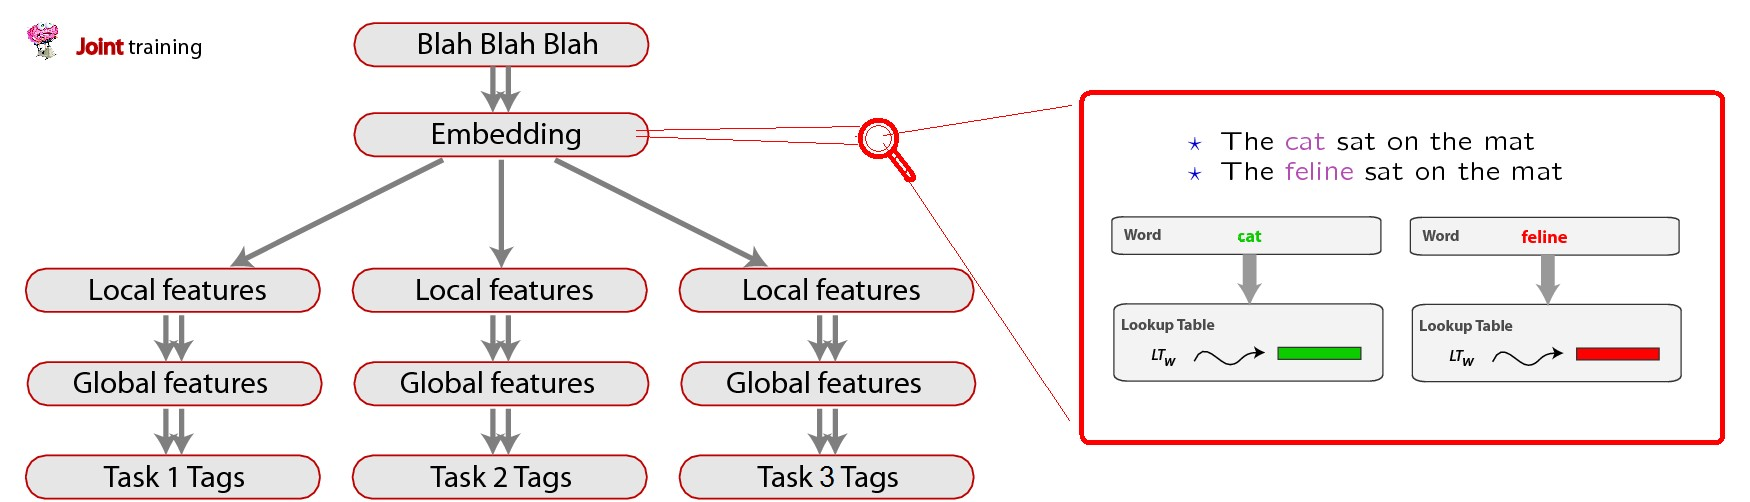 Joint training
Blah Blah Blah
Embedding
Local features
Local features
Local features
Global features
Global features
Global features
Task 1 Tags
Task 2 Tags
Task 3 Tags
⋆ The cat sat on the mat
⋆ The feline sat on the mat
Word cat
Word feline
Lookup Table
LTW
Lookup Table
LTW